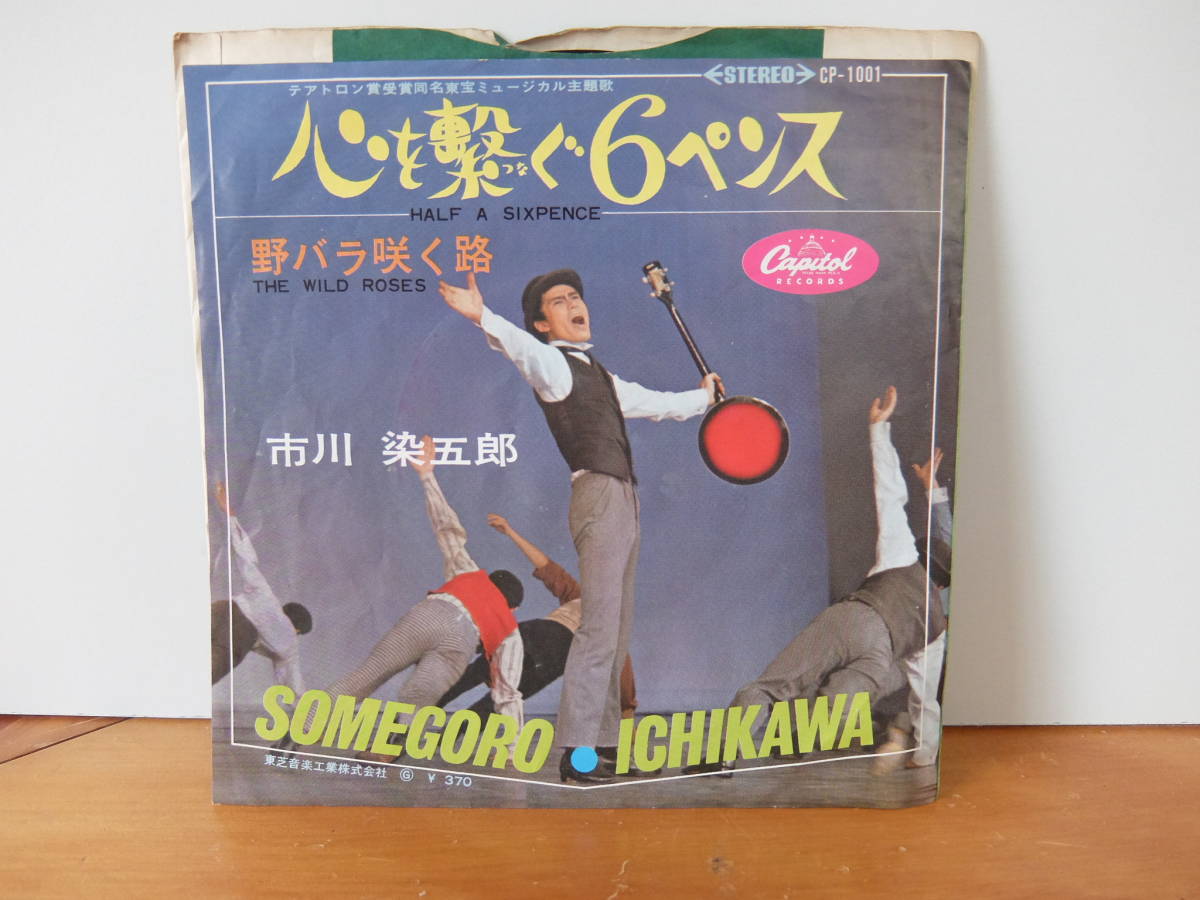 ←STEREO→ CP-1001
テアトロン賞受賞同名東宝ミュージカル主題歌
心を繋つなぐ6ペンス
HALF A SIXPENCE
野バラ咲く路
THE WILD ROSES
Capitol
RECORDS
市川 染五郎
SOMEGORO・ICHIKAWA
東芝音楽工業株式会社 Ⓖ ¥ 370